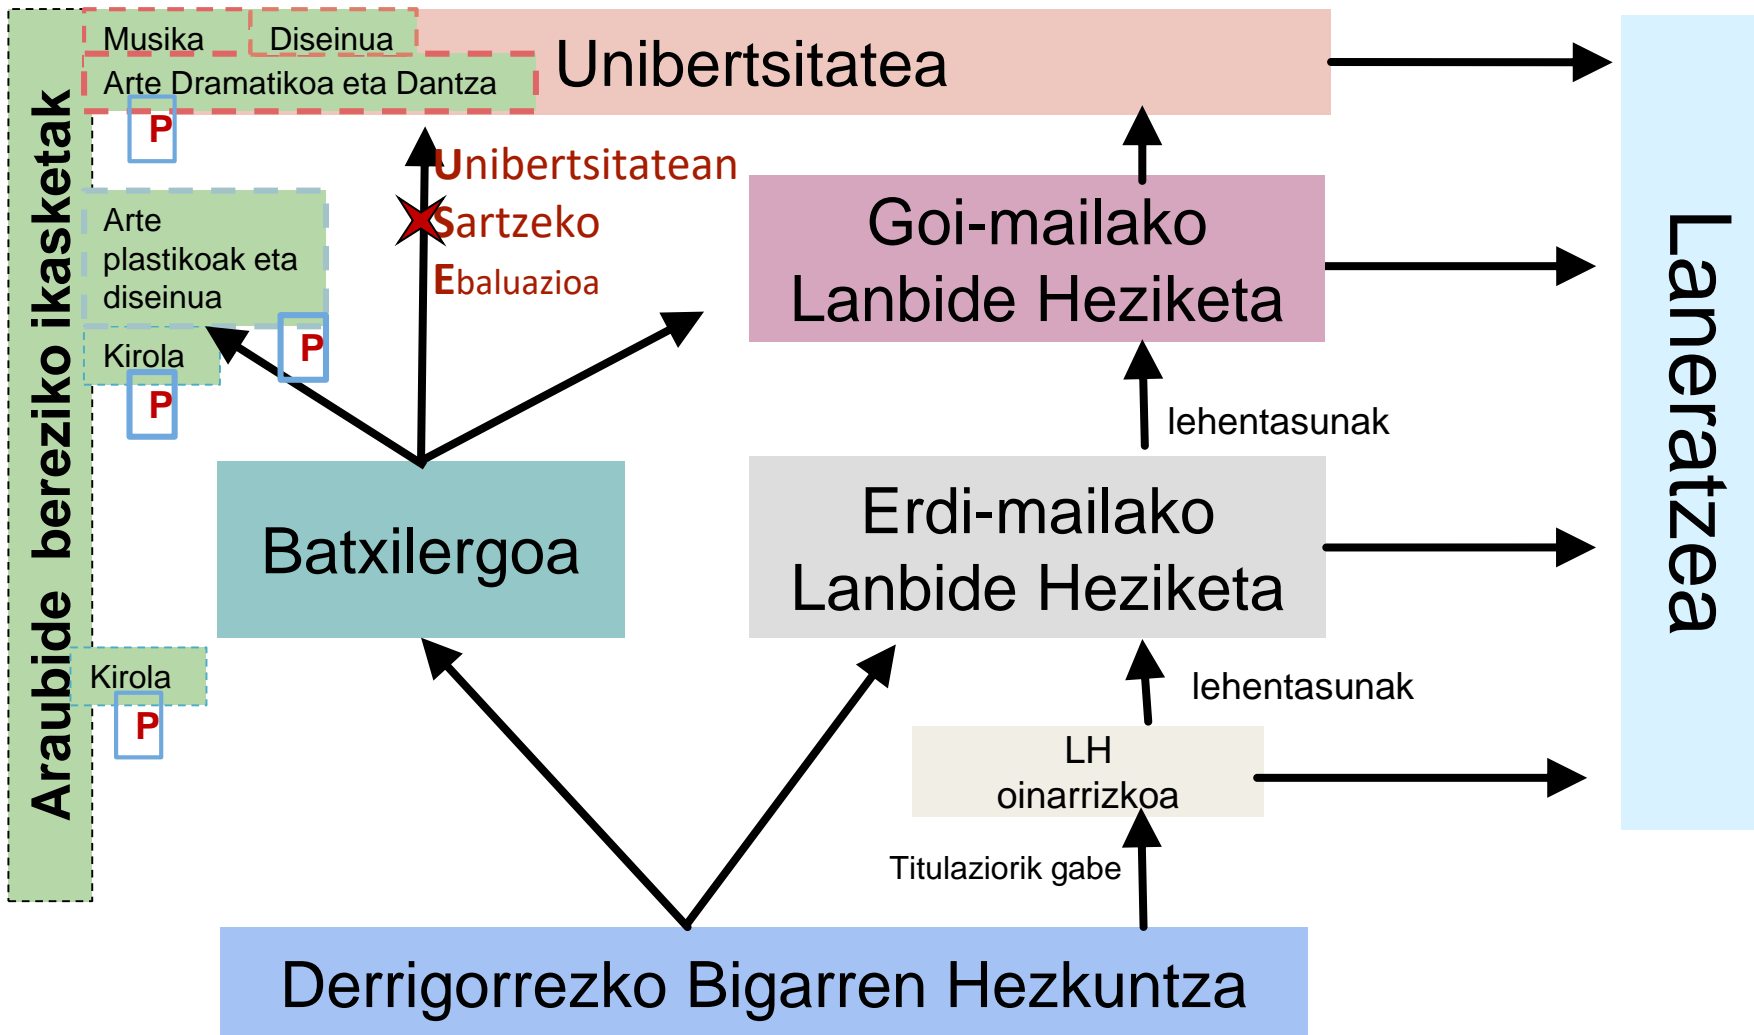 Musika
Diseinua
Unibertsitatea
Arte Dramatikoa eta Dantza
P
Unibertsitatean
Sartzeko
Ebaluazioa
Arte
plastikoak eta
diseinua
P
Kirola
P
Goi-mailako
Lanbide Heziketa
lehentasunak
Batxilergoa
Erdi-mailako
Lanbide Heziketa
Kirola
P
lehentasunak
LH
oinarrizkoa
Titulaziorik gabe
Derrigorrezko Bigarren Hezkuntza
Araubide bereziko ikasketak
Laneratzea